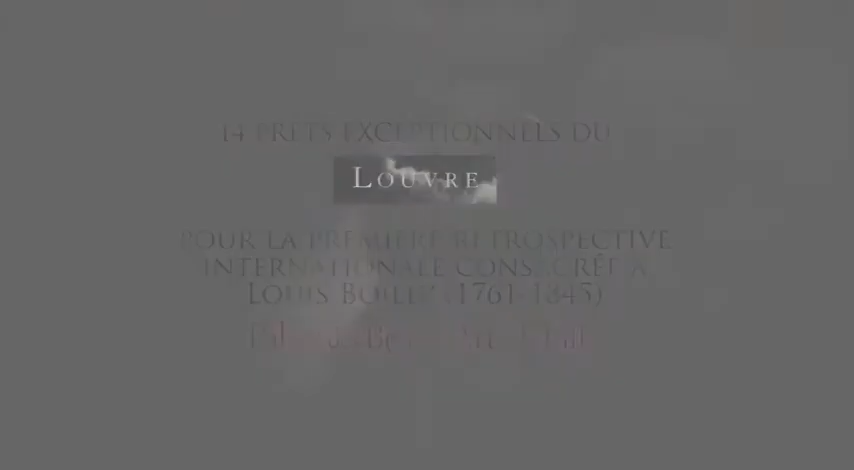 14 PRÊTS EXCEPTIONNELS DU
LOUVRE
POUR LA PREMIÈRE RÉTROSPECTIVE
INTERNATIONALE CONSACRÉE À
LOUIS BOILLY (1761-1845)